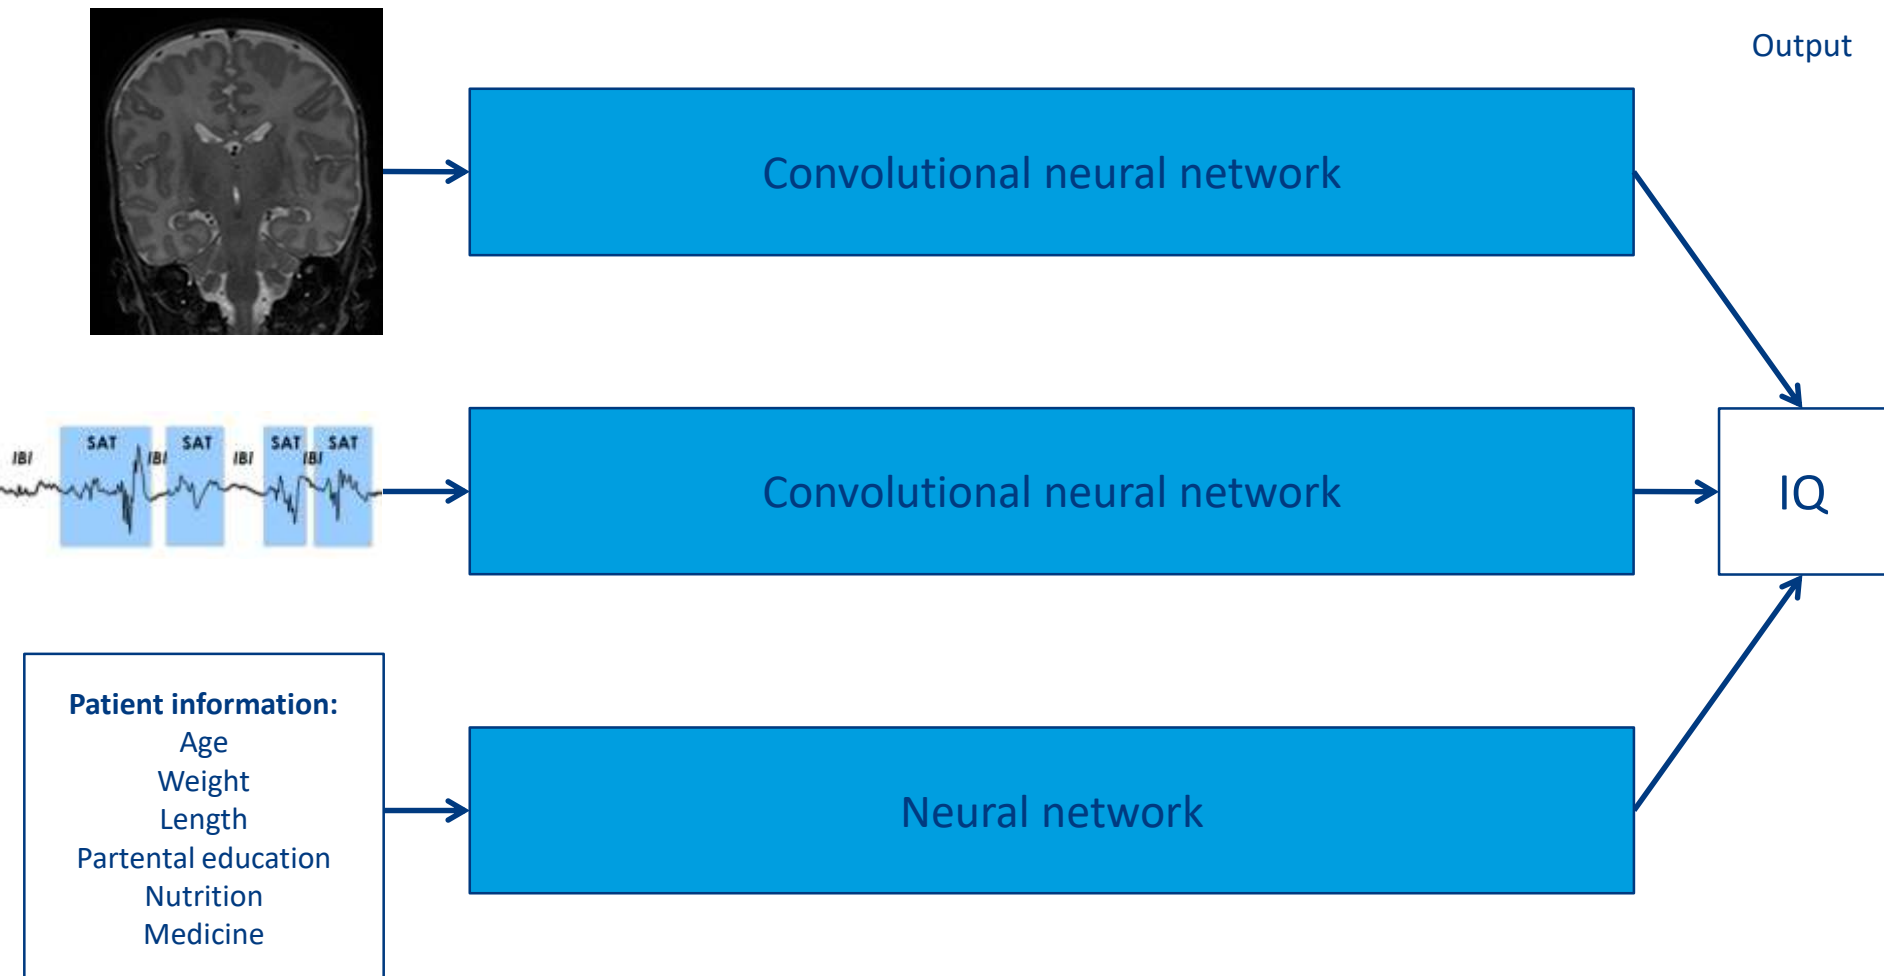 Output
Convolutional neural network
SAT SAT SAT SAT
IBI IBI IBI IBI
Convolutional neural network
IQ
Patient information:
Age
Weight
Length
Partental education
Nutrition
Medicine
Neural network